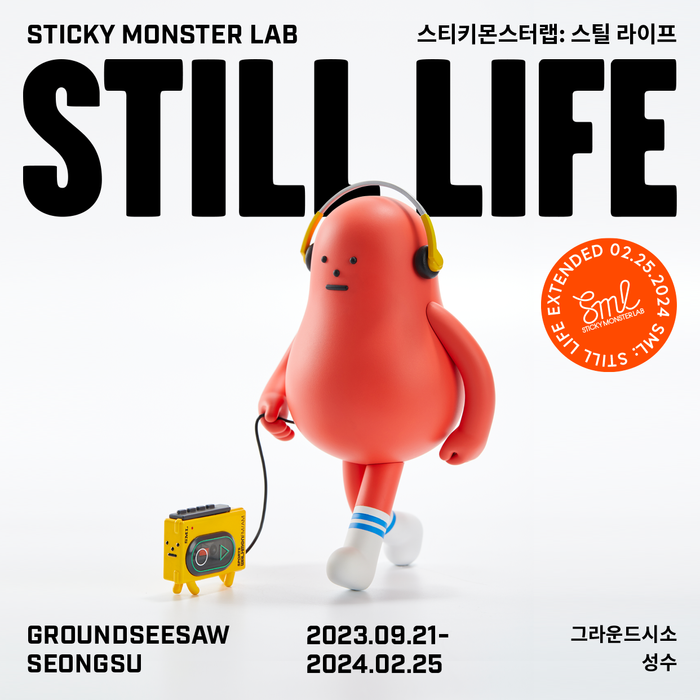 STICKY MONSTER LAB
스티키몬스터랩: 스틸 라이프
STILL LIFE
EXTENDED 02.25.2024 SML: STILL LIFE
Sml
STICKY MONSTER LAB
SML
GROUNDSEESAW
SEONGSU
2023.09.21-
2024.02.25
그라운드시소
성수